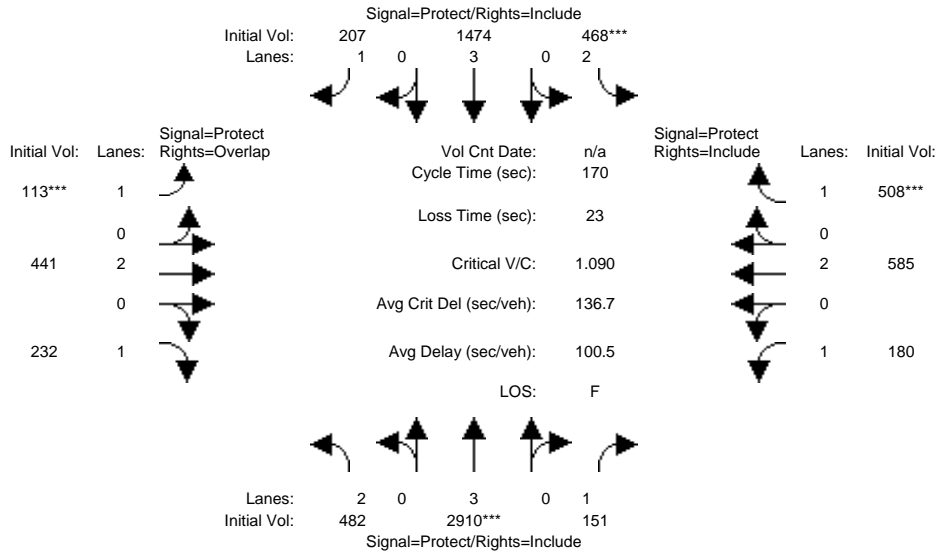 Signal=Protect/Rights=Include
Initial Vol: 207 1474 468***
Lanes: 1 0 3 0 2
Signal=Protect
Rights=Overlap
Initial Vol: Lanes:
Vol Cnt Date: n/a
Cycle Time (sec): 170
Signal=Protect
Rights=Include
Lanes: Initial Vol:
113*** 1
Loss Time (sec): 23
1 508***
0
0
441 2
Critical V/C: 1.090
2 585
0
Avg Crit Del (sec/veh): 136.7
0
232 1
Avg Delay (sec/veh): 100.5
1 180
LOS: F
Lanes: 2 0 3 0 1
Initial Vol: 482 2910*** 151
Signal=Protect/Rights=Include